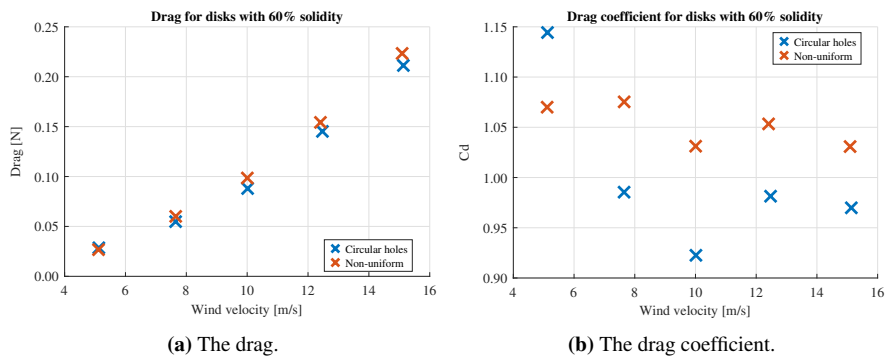 Drag for disks with 60% solidity
0.25
0.20
0.15
0.10
0.05
0.00
Drag [N]
4 6 8 10 12 14 16
Wind velocity [m/s]
Circular holes
Non-uniform
(a) The drag.
Drag coefficient for disks with 60% solidity
1.15
1.10
1.05
1.00
0.95
0.90
Cd
4 6 8 10 12 14 16
Wind velocity [m/s]
Circular holes
Non-uniform
(b) The drag coefficient.